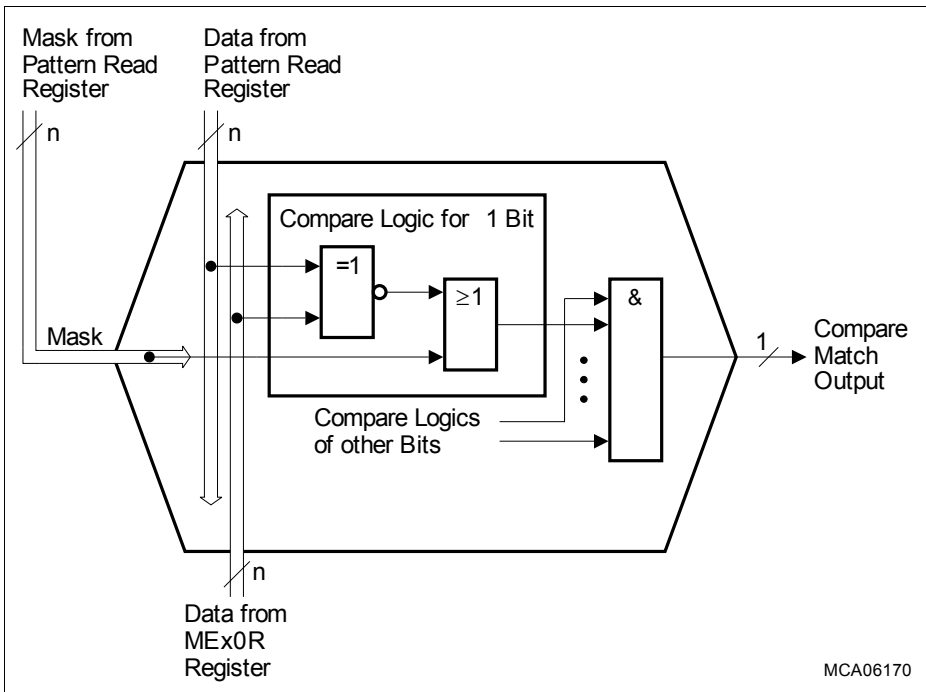 Mask from
Pattern Read
Register
Data from
Pattern Read
Register
n
n
Compare Logic for 1 Bit
=1
≥1
&
Mask
1
Compare
Match
Output
Compare Logics
of other Bits
n
Data from
MEx0R
Register
MCA06170